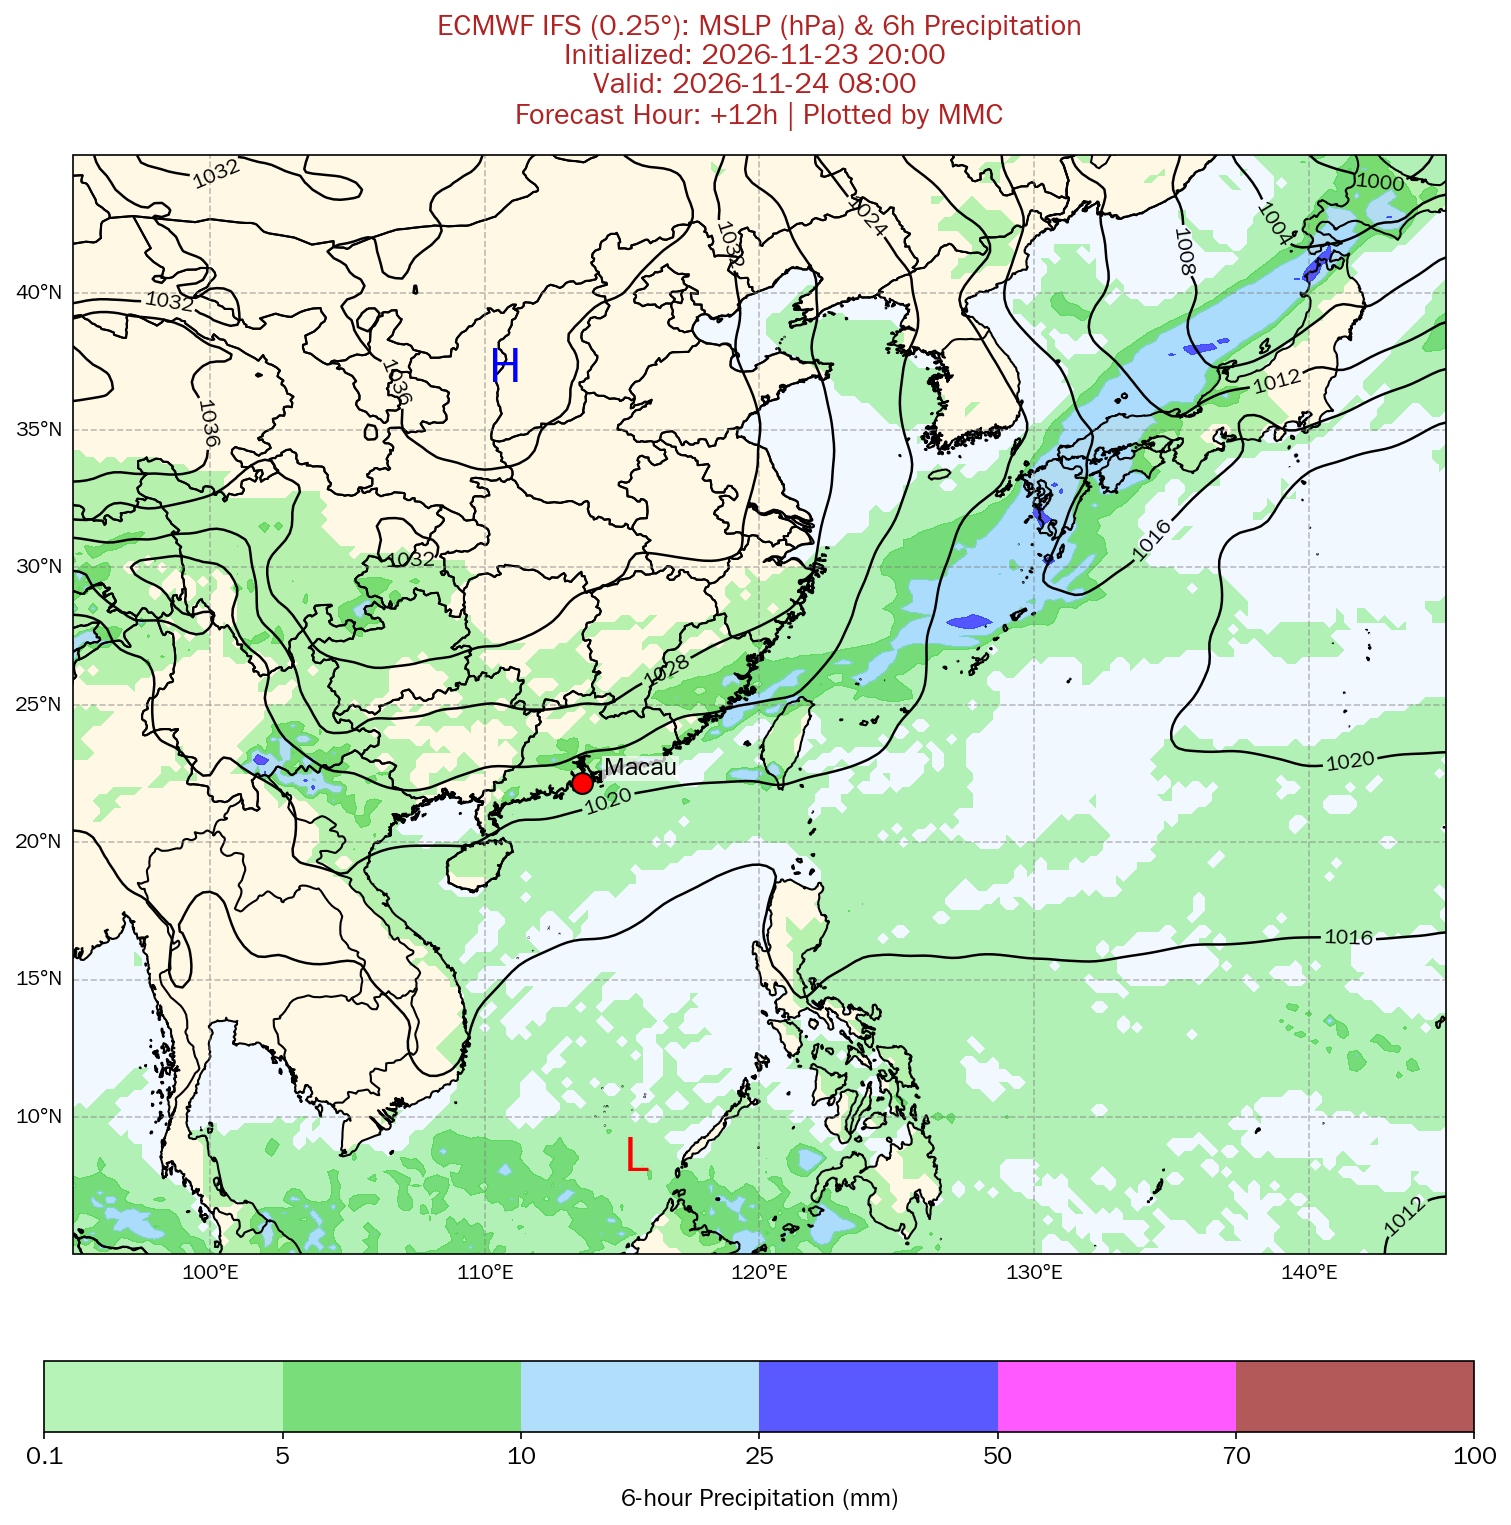 ECMWF IFS (0.25°): MSLP (hPa) & 6h Precipitation
Initialized: 2026-11-23 20:00
Valid: 2026-11-24 08:00
Forecast Hour: +12h | Plotted by MMC
1032
1000
1024
1004
1032
1008
40°N
1032
H
1036
1012
1036
35°N
1016
1032
30°N
1028
25°N
1020
Macau
1020
20°N
1016
15°N
10°N
L
1012
100°E
110°E
120°E
130°E
140°E
0.1
5
10
25
50
70
100
6-hour Precipitation (mm)